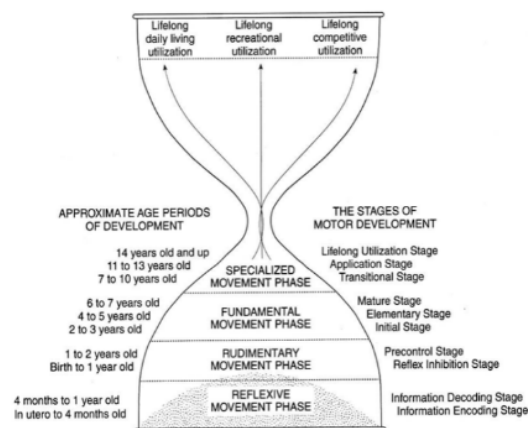 Lifelong daily living utilization
Lifelong recreational utilization
Lifelong competitive utilization
APPROXIMATE AGE PERIODS OF DEVELOPMENT
THE STAGES OF MOTOR DEVELOPMENT
14 years old and up
11 to 13 years old
7 to 10 years old
SPECIALIZED
MOVEMENT PHASE
Lifelong Utilization Stage
Application Stage
Transitional Stage
6 to 7 years old
4 to 5 years old
2 to 3 years old
FUNDAMENTAL
MOVEMENT PHASE
Mature Stage
Elementary Stage
Initial Stage
1 to 2 years old
Birth to 1 year old
RUDIMENTARY
MOVEMENT PHASE
Precontrol Stage
Reflex Inhibition Stage
4 months to 1 year old
In utero to 4 months old
REFLEXIVE
MOVEMENT PHASE
Information Decoding Stage
Information Encoding Stage